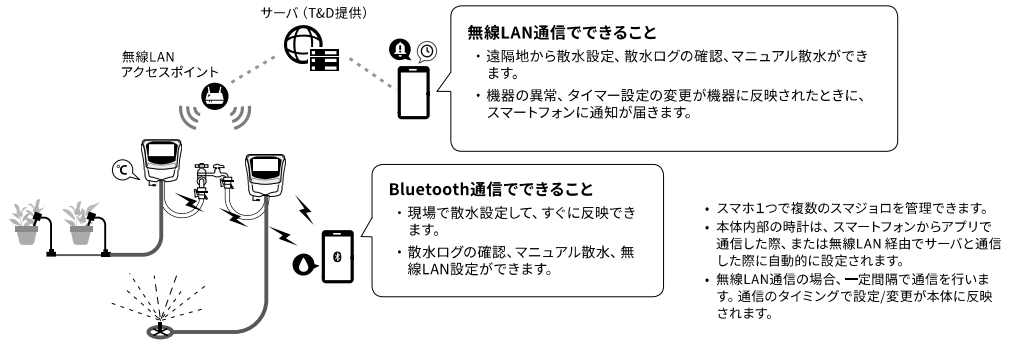 サーバ（T&D提供）
無線LAN
アクセスポイント
℃
無線LAN通信でできること
・遠隔地から散水設定、散水ログの確認、マニュアル散水ができ
ます。
・機器の異常、タイマー設定の変更が機器に反映されたときに、
スマートフォンに通知が届きます。
Bluetooth通信でできること
・現場で散水設定して、すぐに反映でき
ます。
・散水ログの確認、マニュアル散水、無
線LAN設定ができます。
• スマホ1つで複数のスマジョロを管理できます。
• 本体内部の時計は、スマートフォンからアプリで
通信した際、または無線LAN 経由でサーバと通信
した際に自動的に設定されます。
• 無線LAN通信の場合、一定間隔で通信を行いま
す。通信のタイミングで設定/変更が本体に反映
されます。